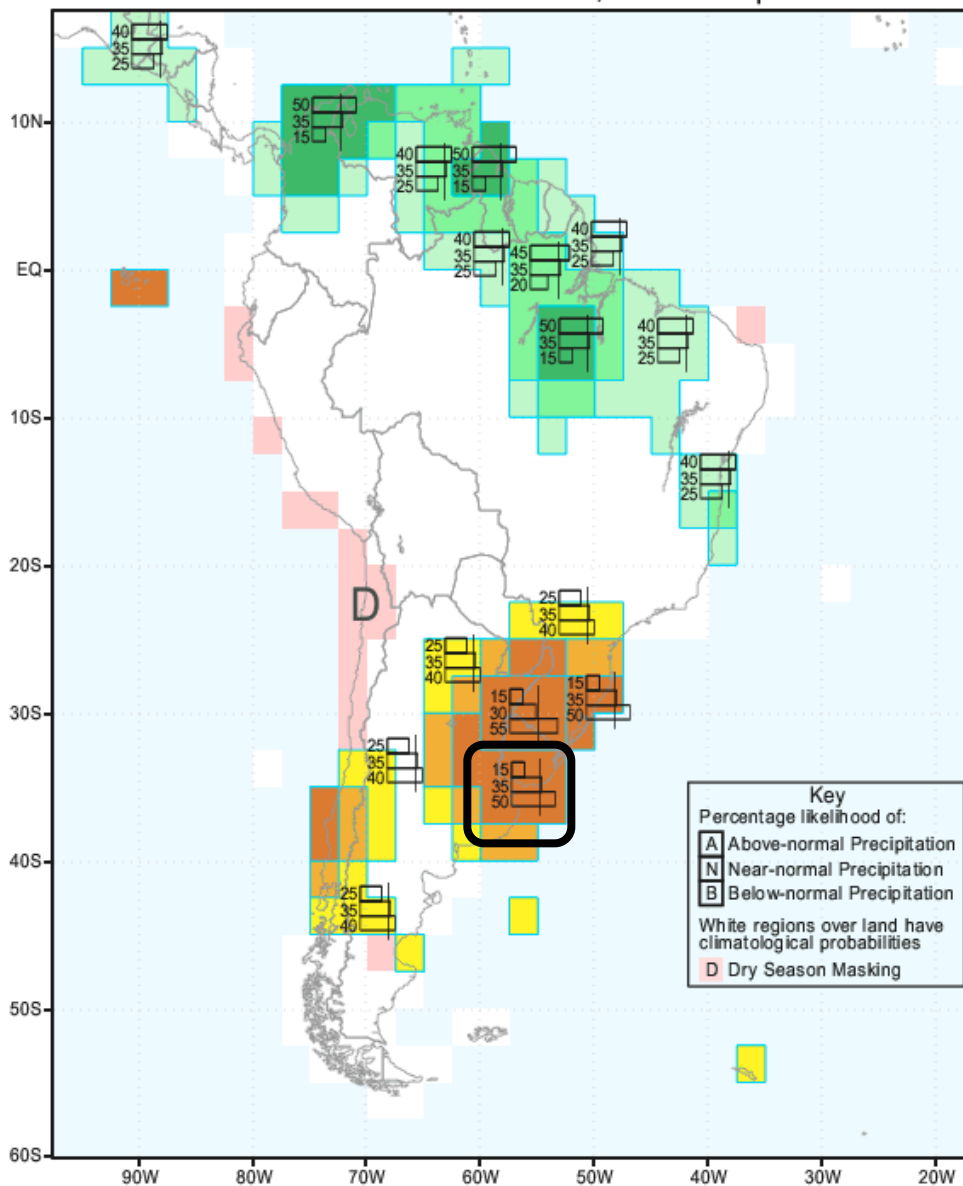 40
35
25
50
35
15
10N
40
35
25
50
35
15
40
35
25
40
35
25
45
35
20
EQ
50
35
15
40
35
25
10S
40
35
25
20S
D
25
35
40
25
35
40
15
35
50
15
30
55
30S
25
35
40
15
35
50
Key
Percentage likelihood of:
A Above-normal Precipitation
N Near-normal Precipitation
B Below-normal Precipitation
White regions over land have
climatological probabilities
D Dry Season Masking
40S
25
35
40
50S
60S
90W 80W 70W 60W 50W 40W 30W 20W